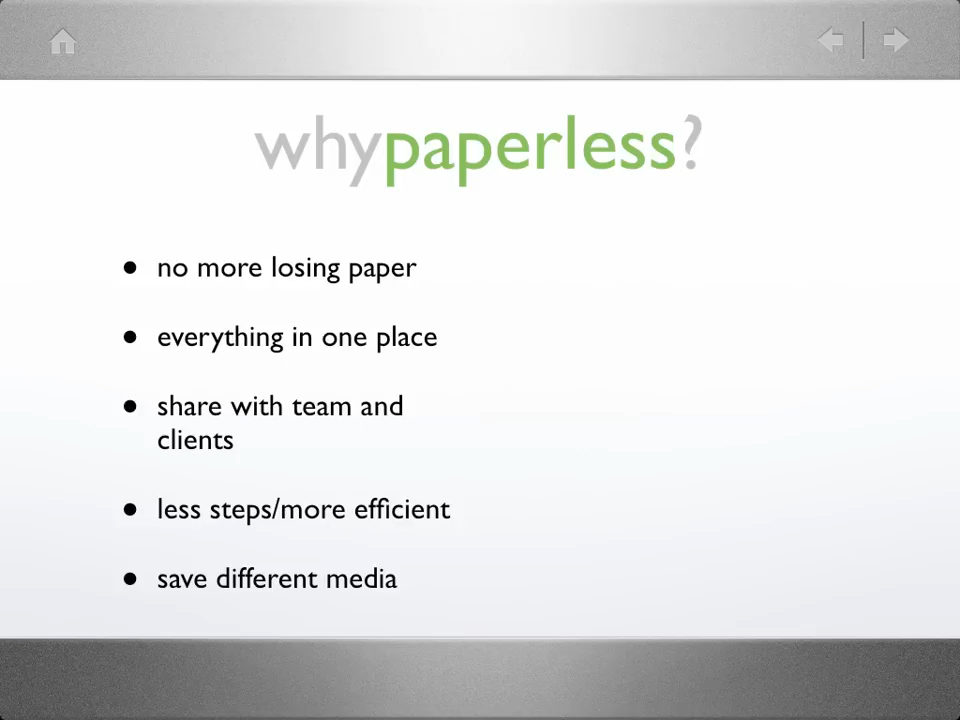 whypaperless?
• no more losing paper
• everything in one place
• share with team and
clients
• less steps/more efficient
• save different media